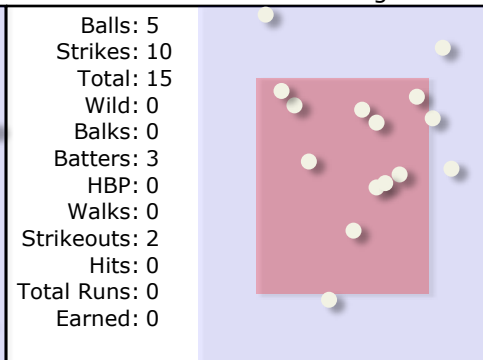 Balls: 5
Strikes: 10
Total: 15
Wild: 0
Balks: 0
Batters: 3
HBP: 0
Walks: 0
Strikeouts: 2
Hits: 0
Total Runs: 0
Earned: 0